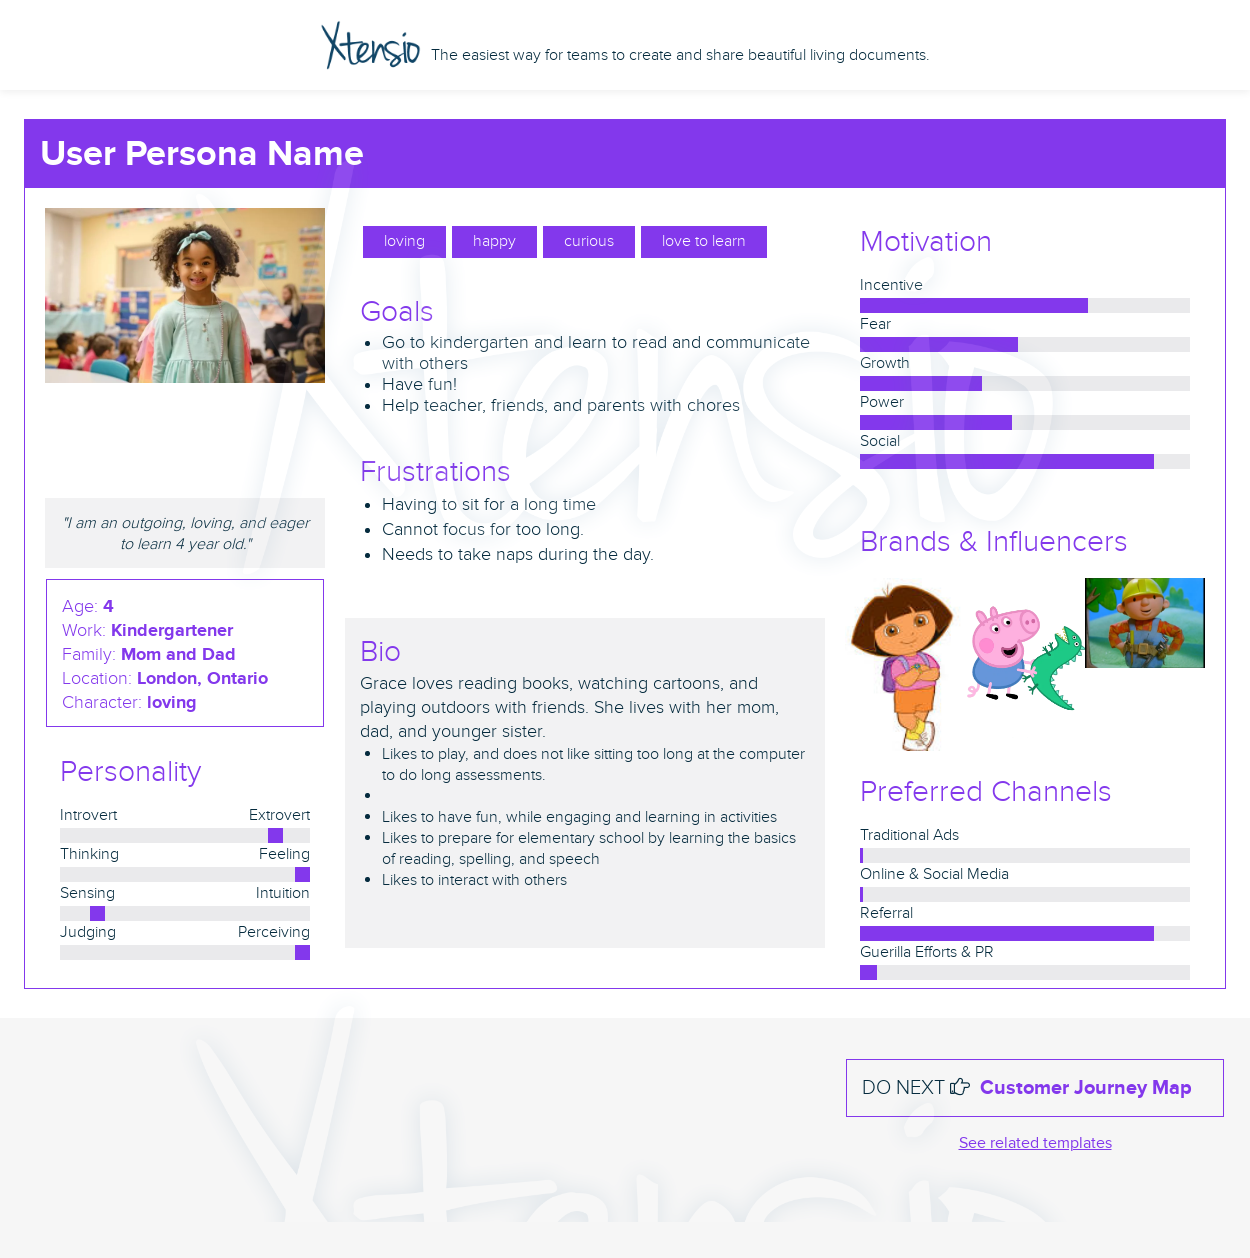 Xtensio The easiest way for teams to create and share beautiful living documents.
User Persona Name
"I am an outgoing, loving, and eager
to learn 4 year old."
Age: 4
Work: Kindergartener
Family: Mom and Dad
Location: London, Ontario
Character: loving
Personality
Introvert Extrovert
Thinking Feeling
Sensing Intuition
Judging Perceiving
loving happy curious love to learn
Goals
• Go to kindergarten and learn to read and communicate
with others
• Have fun!
• Help teacher, friends, and parents with chores
Frustrations
• Having to sit for a long time
• Cannot focus for too long.
• Needs to take naps during the day.
Bio
Grace loves reading books, watching cartoons, and
playing outdoors with friends. She lives with her mom,
dad, and younger sister.
• Likes to play, and does not like sitting too long at the computer
to do long assessments.
•
• Likes to have fun, while engaging and learning in activities
• Likes to prepare for elementary school by learning the basics
of reading, spelling, and speech
• Likes to interact with others
Motivation
Incentive
Fear
Growth
Power
Social
Brands & Influencers
Preferred Channels
Traditional Ads
Online & Social Media
Referral
Guerilla Efforts & PR
Xtensio
DO NEXT Customer Journey Map
See related templates
Xtensio